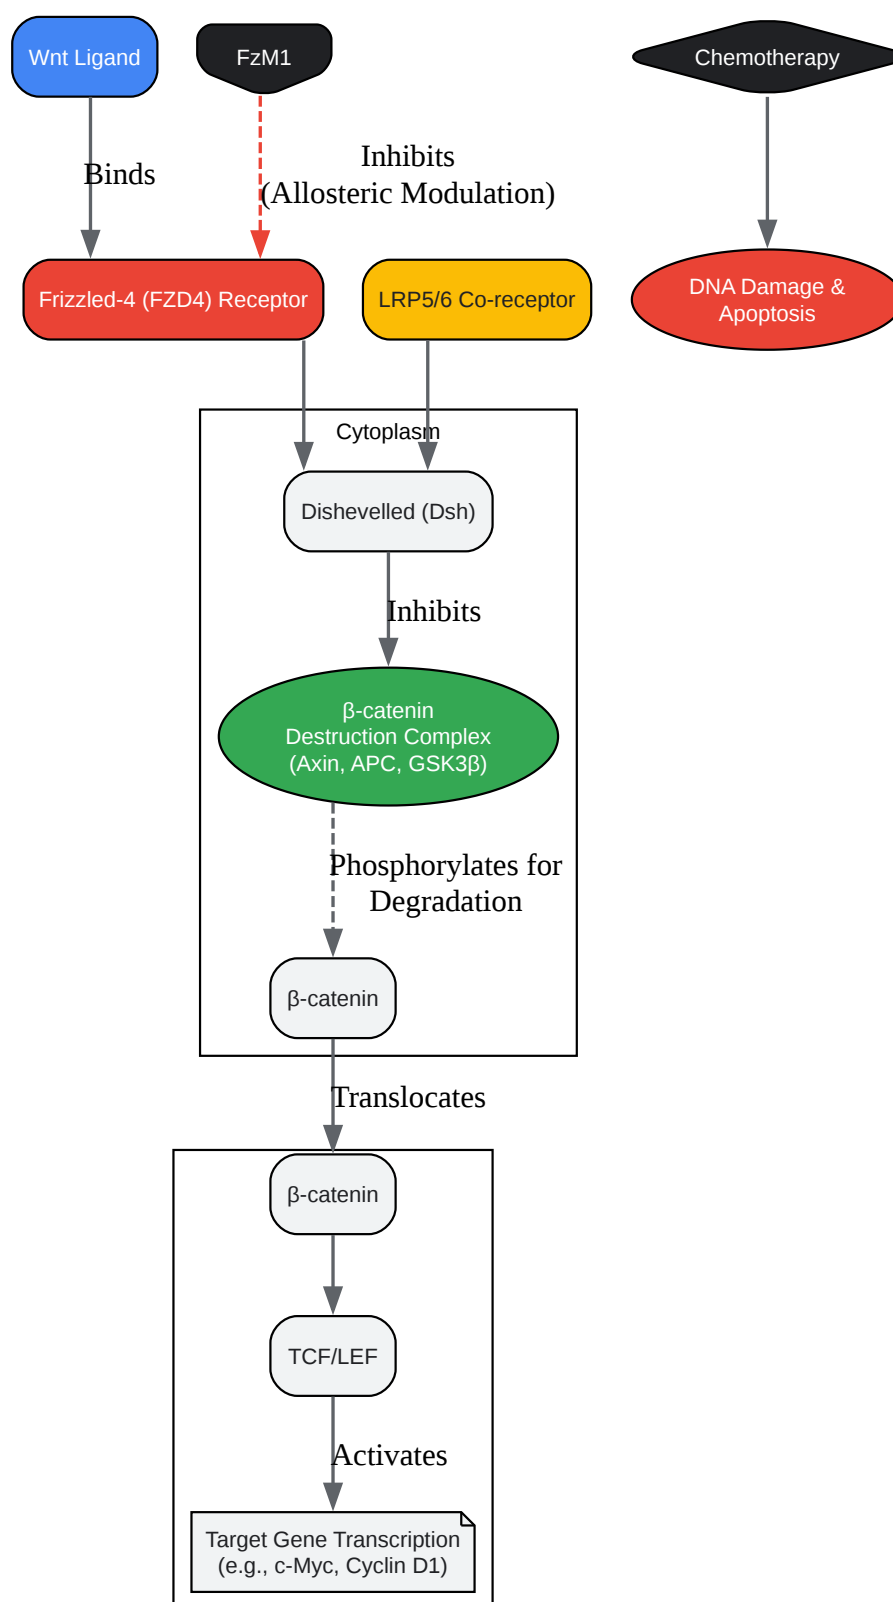 Wnt Ligand
FzM1
Chemotherapy
Binds
Inhibits
(Allosteric Modulation)
Frizzled-4 (FZD4) Receptor
LRP5/6 Co-receptor
DNA Damage &
Apoptosis
Cytoplasm
Dishevelled (Dsh)
Inhibits
β-catenin
Destruction Complex
(Axin, APC, GSK3β)
Phosphorylates for
Degradation
β-catenin
Translocates
β-catenin
TCF/LEF
Activates
Target Gene Transcription
(e.g., c-Myc, Cyclin D1)